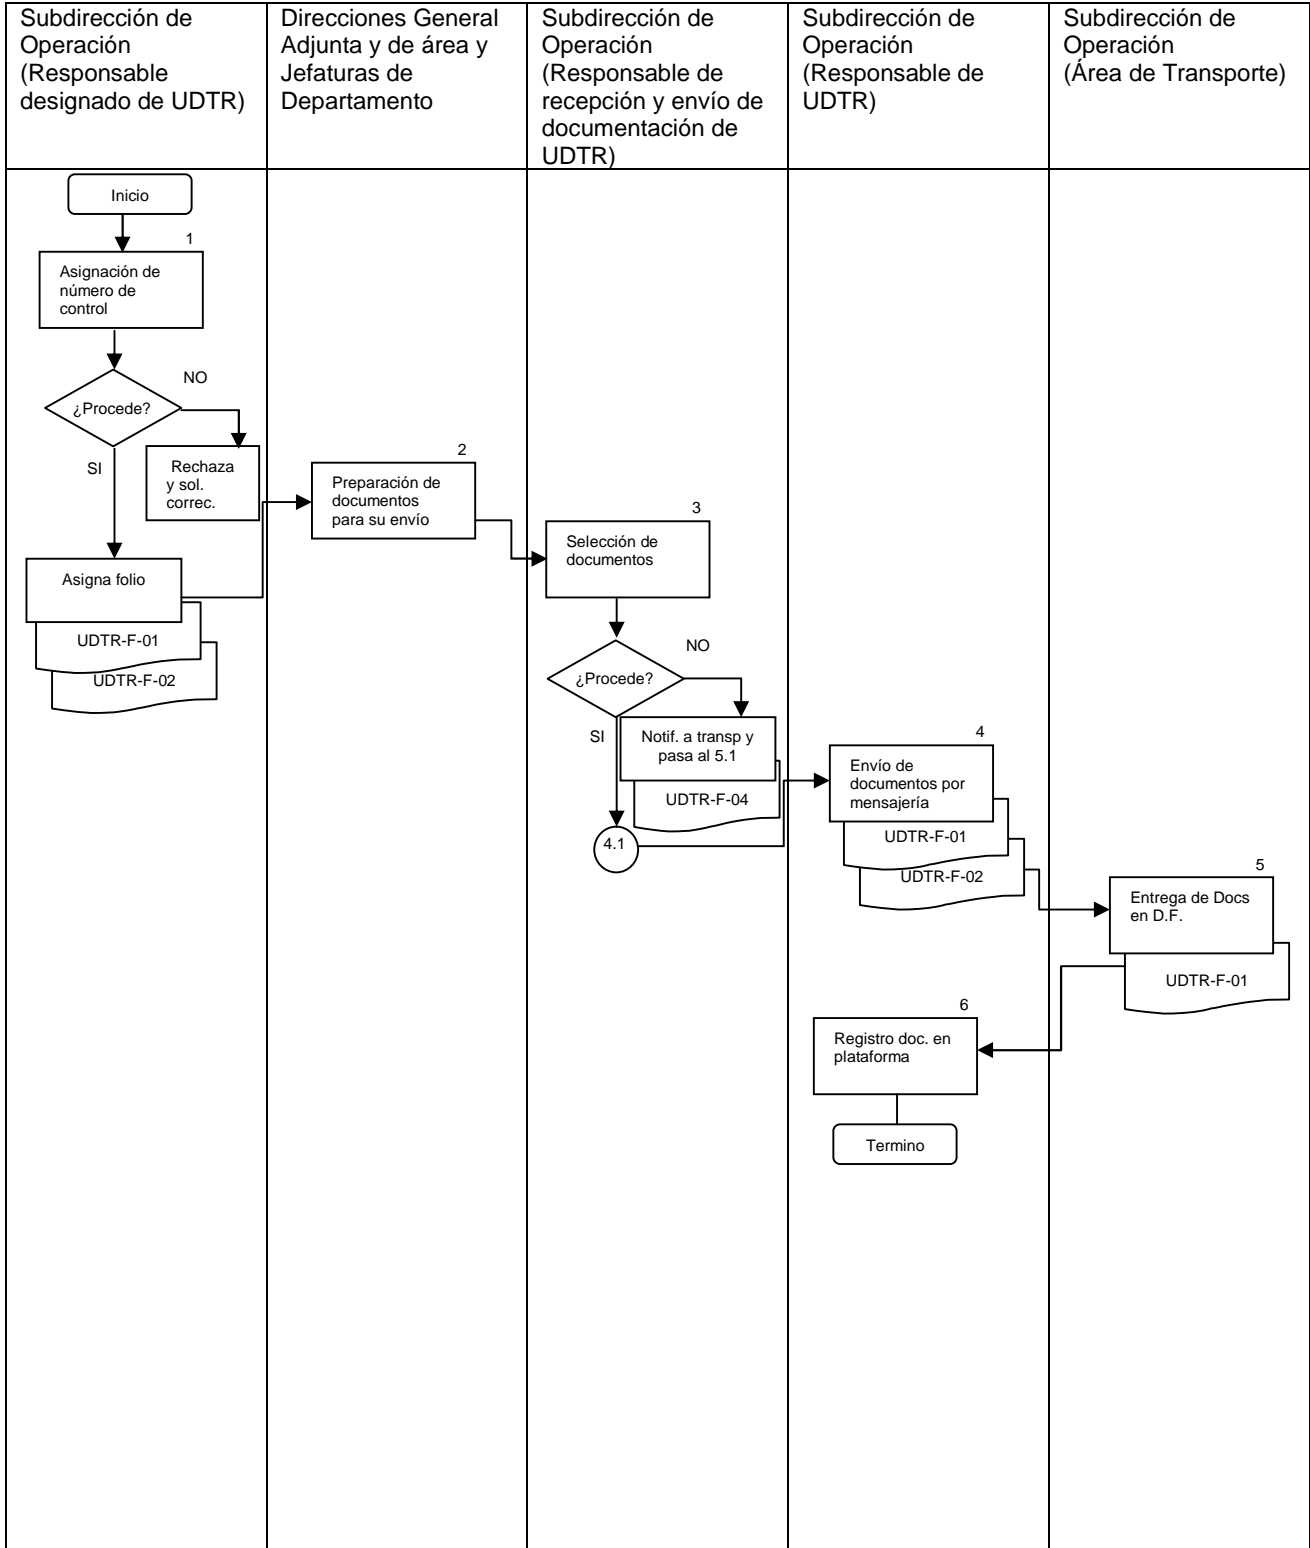 Subdirección de
Operación
(Responsable
designado de UDTR)
Direcciones General
Adjunta y de área y
Jefaturas de
Departamento
Subdirección de
Operación
(Responsable de
recepción y envío de
documentación de
UDTR)
Subdirección de
Operación
(Responsable de
UDTR)
Subdirección de
Operación
(Área de Transporte)
Inicio
1
Asignación de
número de
control
¿Procede?
NO
SI
Rechaza
y sol.
correc.
Asigna folio
UDTR-F-01
UDTR-F-02
2
Preparación de
documentos
para su envío
3
Selección de
documentos
¿Procede?
NO
SI
Notif. a transp y
pasa al 5.1
UDTR-F-04
4.1
4
Envío de
documentos por
mensajería
UDTR-F-01
UDTR-F-02
5
Entrega de Docs
en D.F.
UDTR-F-01
6
Registro doc. en
plataforma
Termino